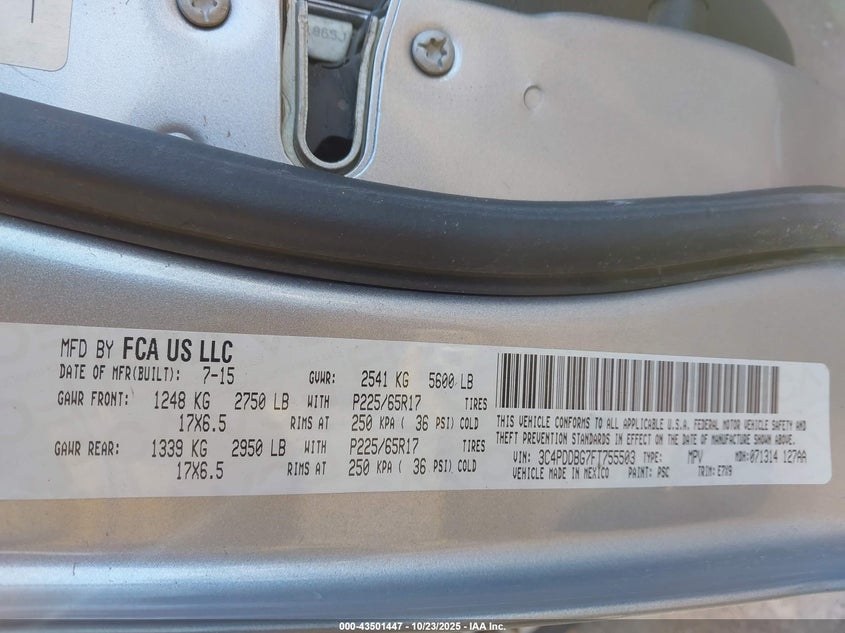 1865J
MFD BY FCA US LLC
DATE OF MFR(BUILT): 7-15 GVWR: 2541 KG 5600 LB
GAWR FRONT: 1248 KG 2750 LB WITH P225/65R17 TIRES
17X6.5 RIMS AT 250 KPA ( 36 PSI) COLD
GAWR REAR: 1339 KG 2950 LB WITH P225/65R17 TIRES
17X6.5 RIMS AT 250 KPA ( 36 PSI) COLD
THIS VEHICLE CONFORMS TO ALL APPLICABLE U.S.A. FEDERAL MOTOR VEHICLE SAFETY AND
THEFT PREVENTION STANDARDS IN EFFECT ON THE DATE OF MANUFACTURE SHOWN ABOVE.
VIN: 3C4PDDBG7FT755503 TYPE: MPV MDH: 071314 127AA
VEHICLE MADE IN MEXICO PAINT: PSC TRIM: E7X9
000-43501447 - 10/23/2025 - IAA Inc.